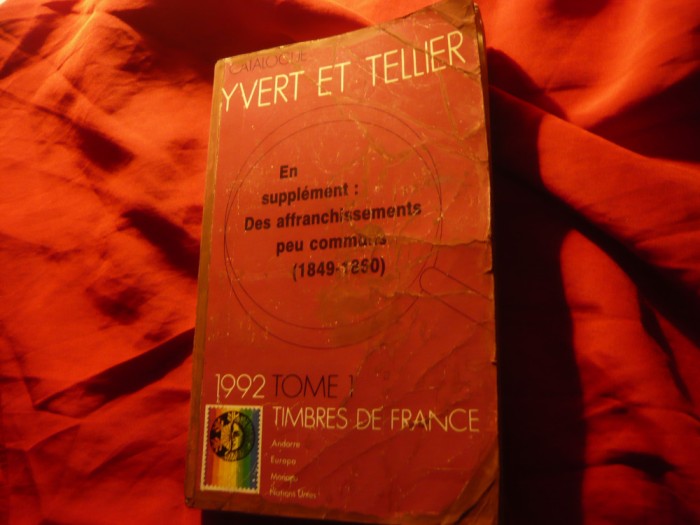 CATALOGUE
YVERT ET TELLIER
En
supplément :
Des affranchissements
peu communs
(1849-1850)
1992 TOME 1
TIMBRES DE FRANCE
Andorre
Europa
Monaco
Nations Unies